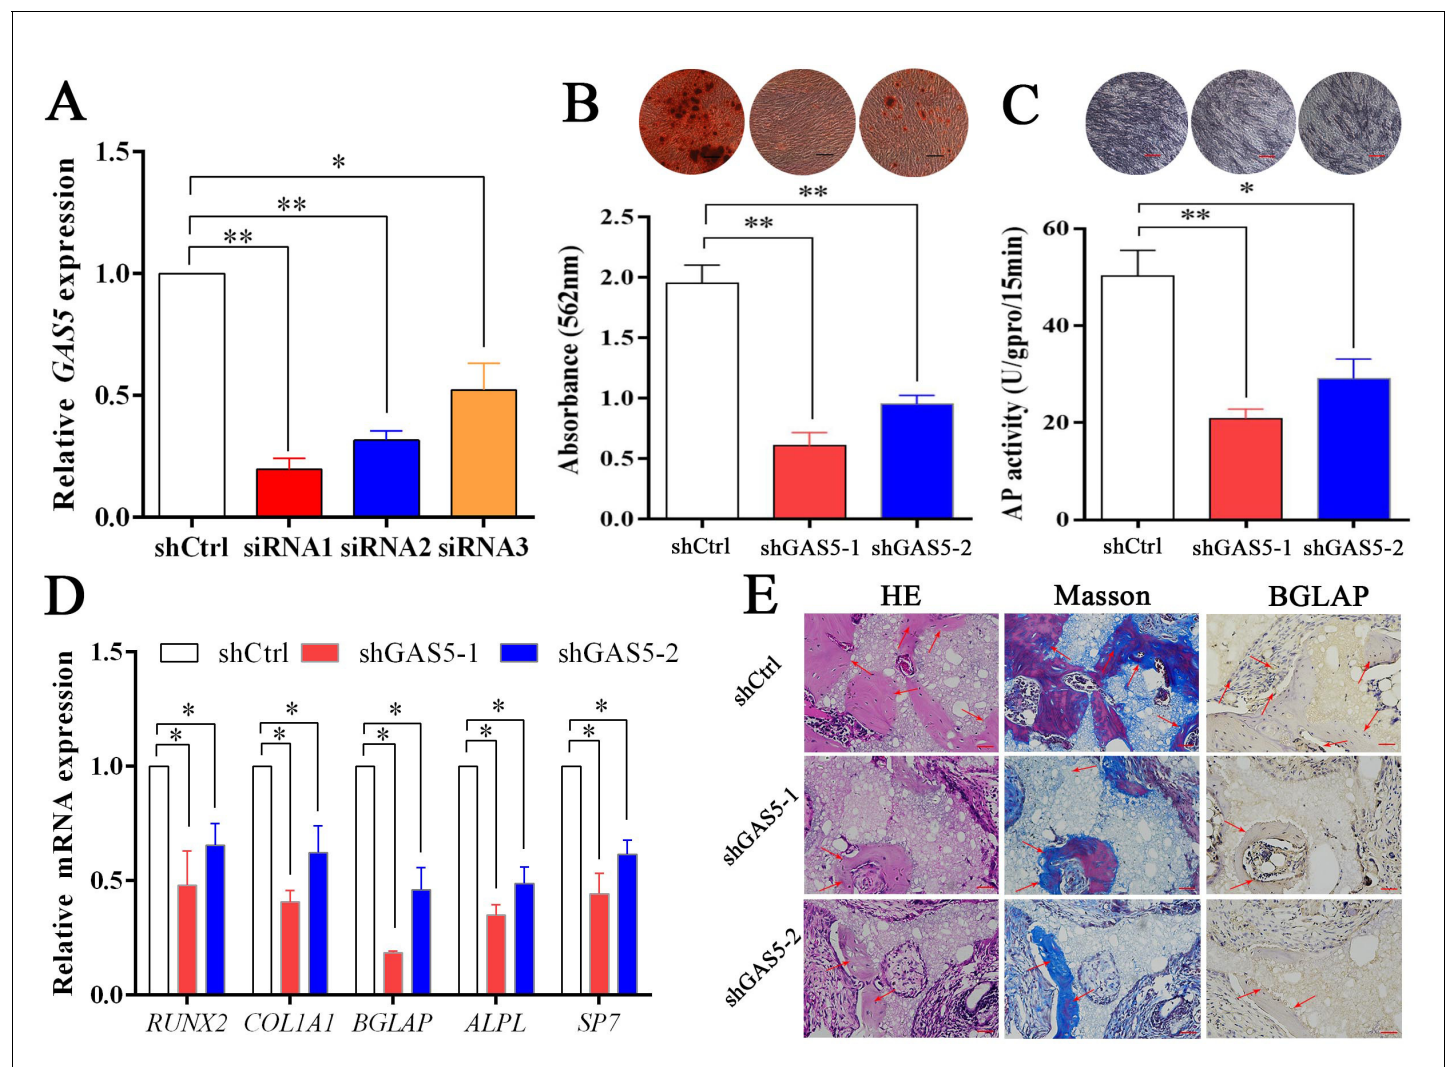 A
Relative GAS5 expression
1.5
1.0
0.5
0.0
*
**
**
shCtrl siRNA1 siRNA2 siRNA3
B
Absorbance (562nm)
2.5
2.0
1.5
1.0
0.5
0.0
**
**
shCtrl shGAS5-1 shGAS5-2
C
AP activity (U/gpro/15min)
60
40
20
0
*
**
shCtrl shGAS5-1 shGAS5-2
D
Relative mRNA expression
1.5
1.0
0.5
0.0
shCtrl shGAS5-1 shGAS5-2
* * * * *
* * * * *
RUNX2 COL1A1 BGLAP ALPL SP7
E
HE Masson BGLAP
shCtrl
shGAS5-1
shGAS5-2